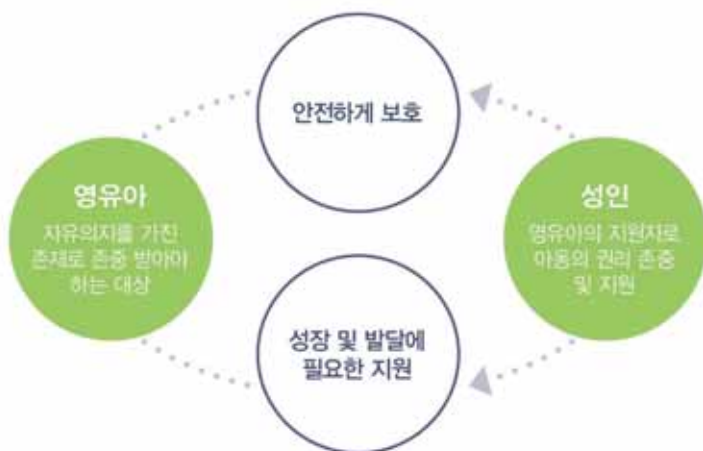 안전하게 보호
영유아
자유의지를 가진
존재로 존중 받아야
하는 대상
성인
영유아의 지원자로
아동의 권리 존중
및 지원
성장 및 발달에
필요한 지원